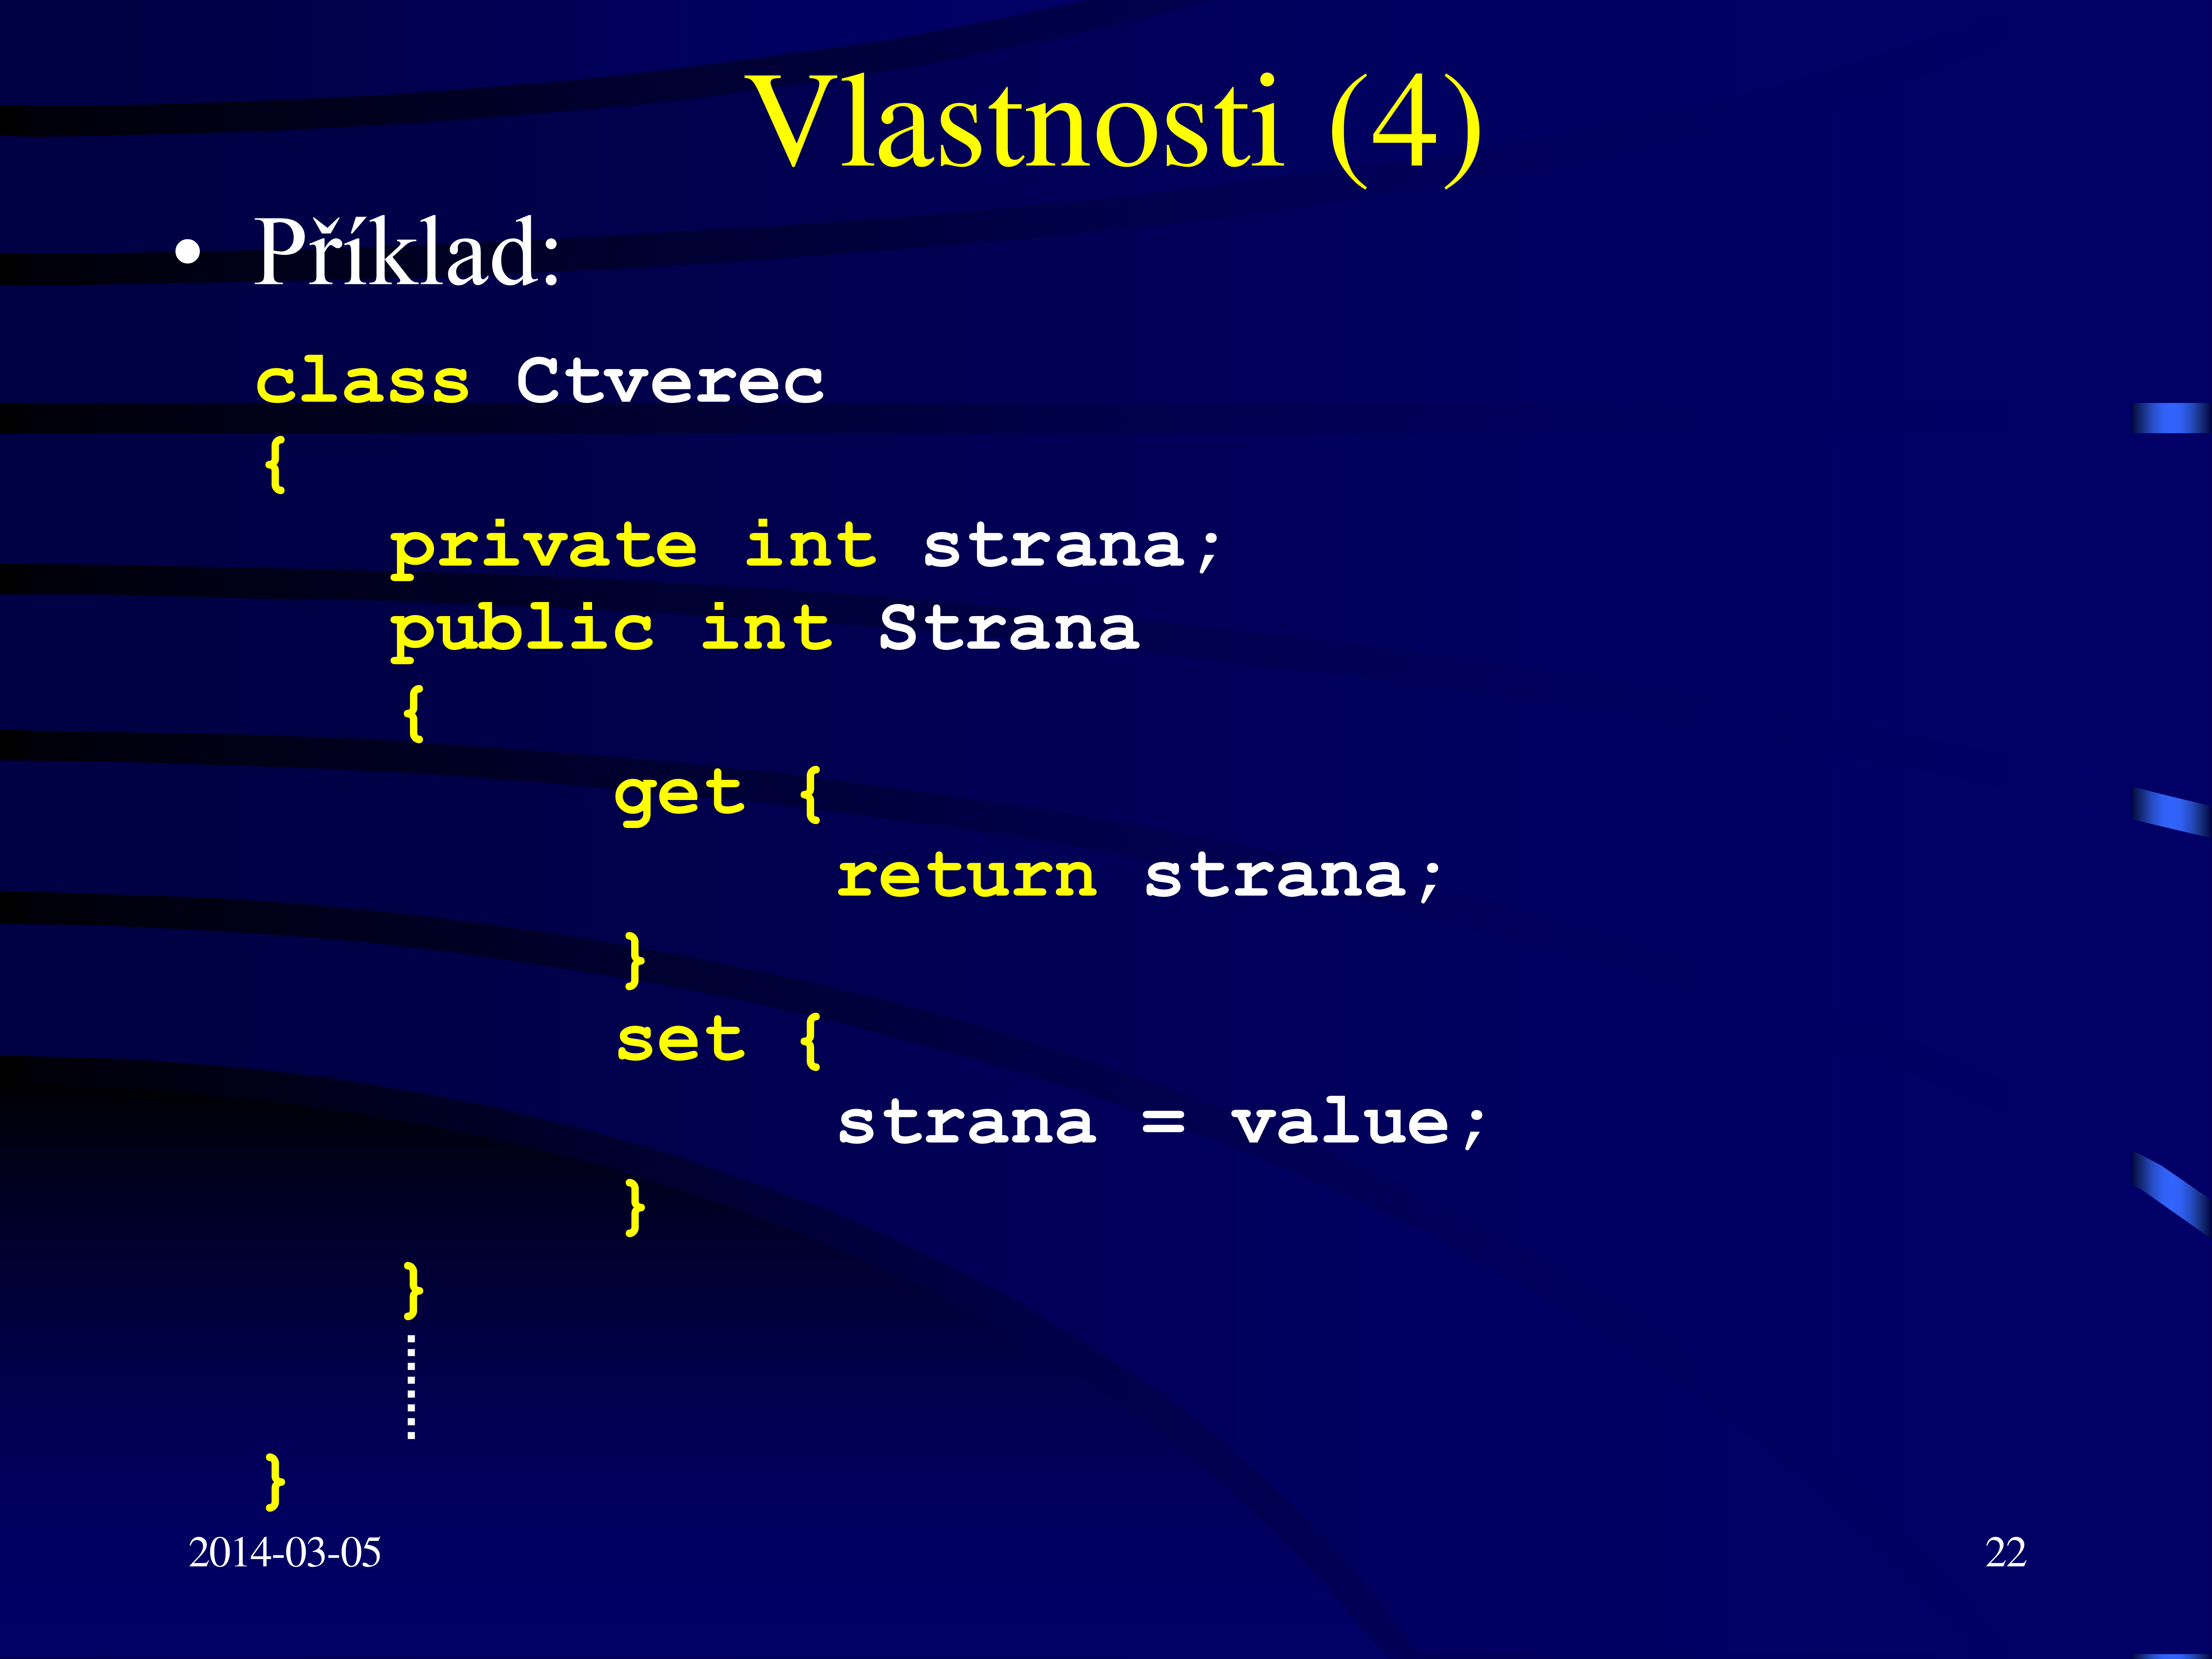 Vlastnosti (4)
• Příklad:
class Ctverec
{
private int strana;
public int Strana
{
get {
return strana;
}
set {
strana = value;
}
}
}
2014-03-05
22